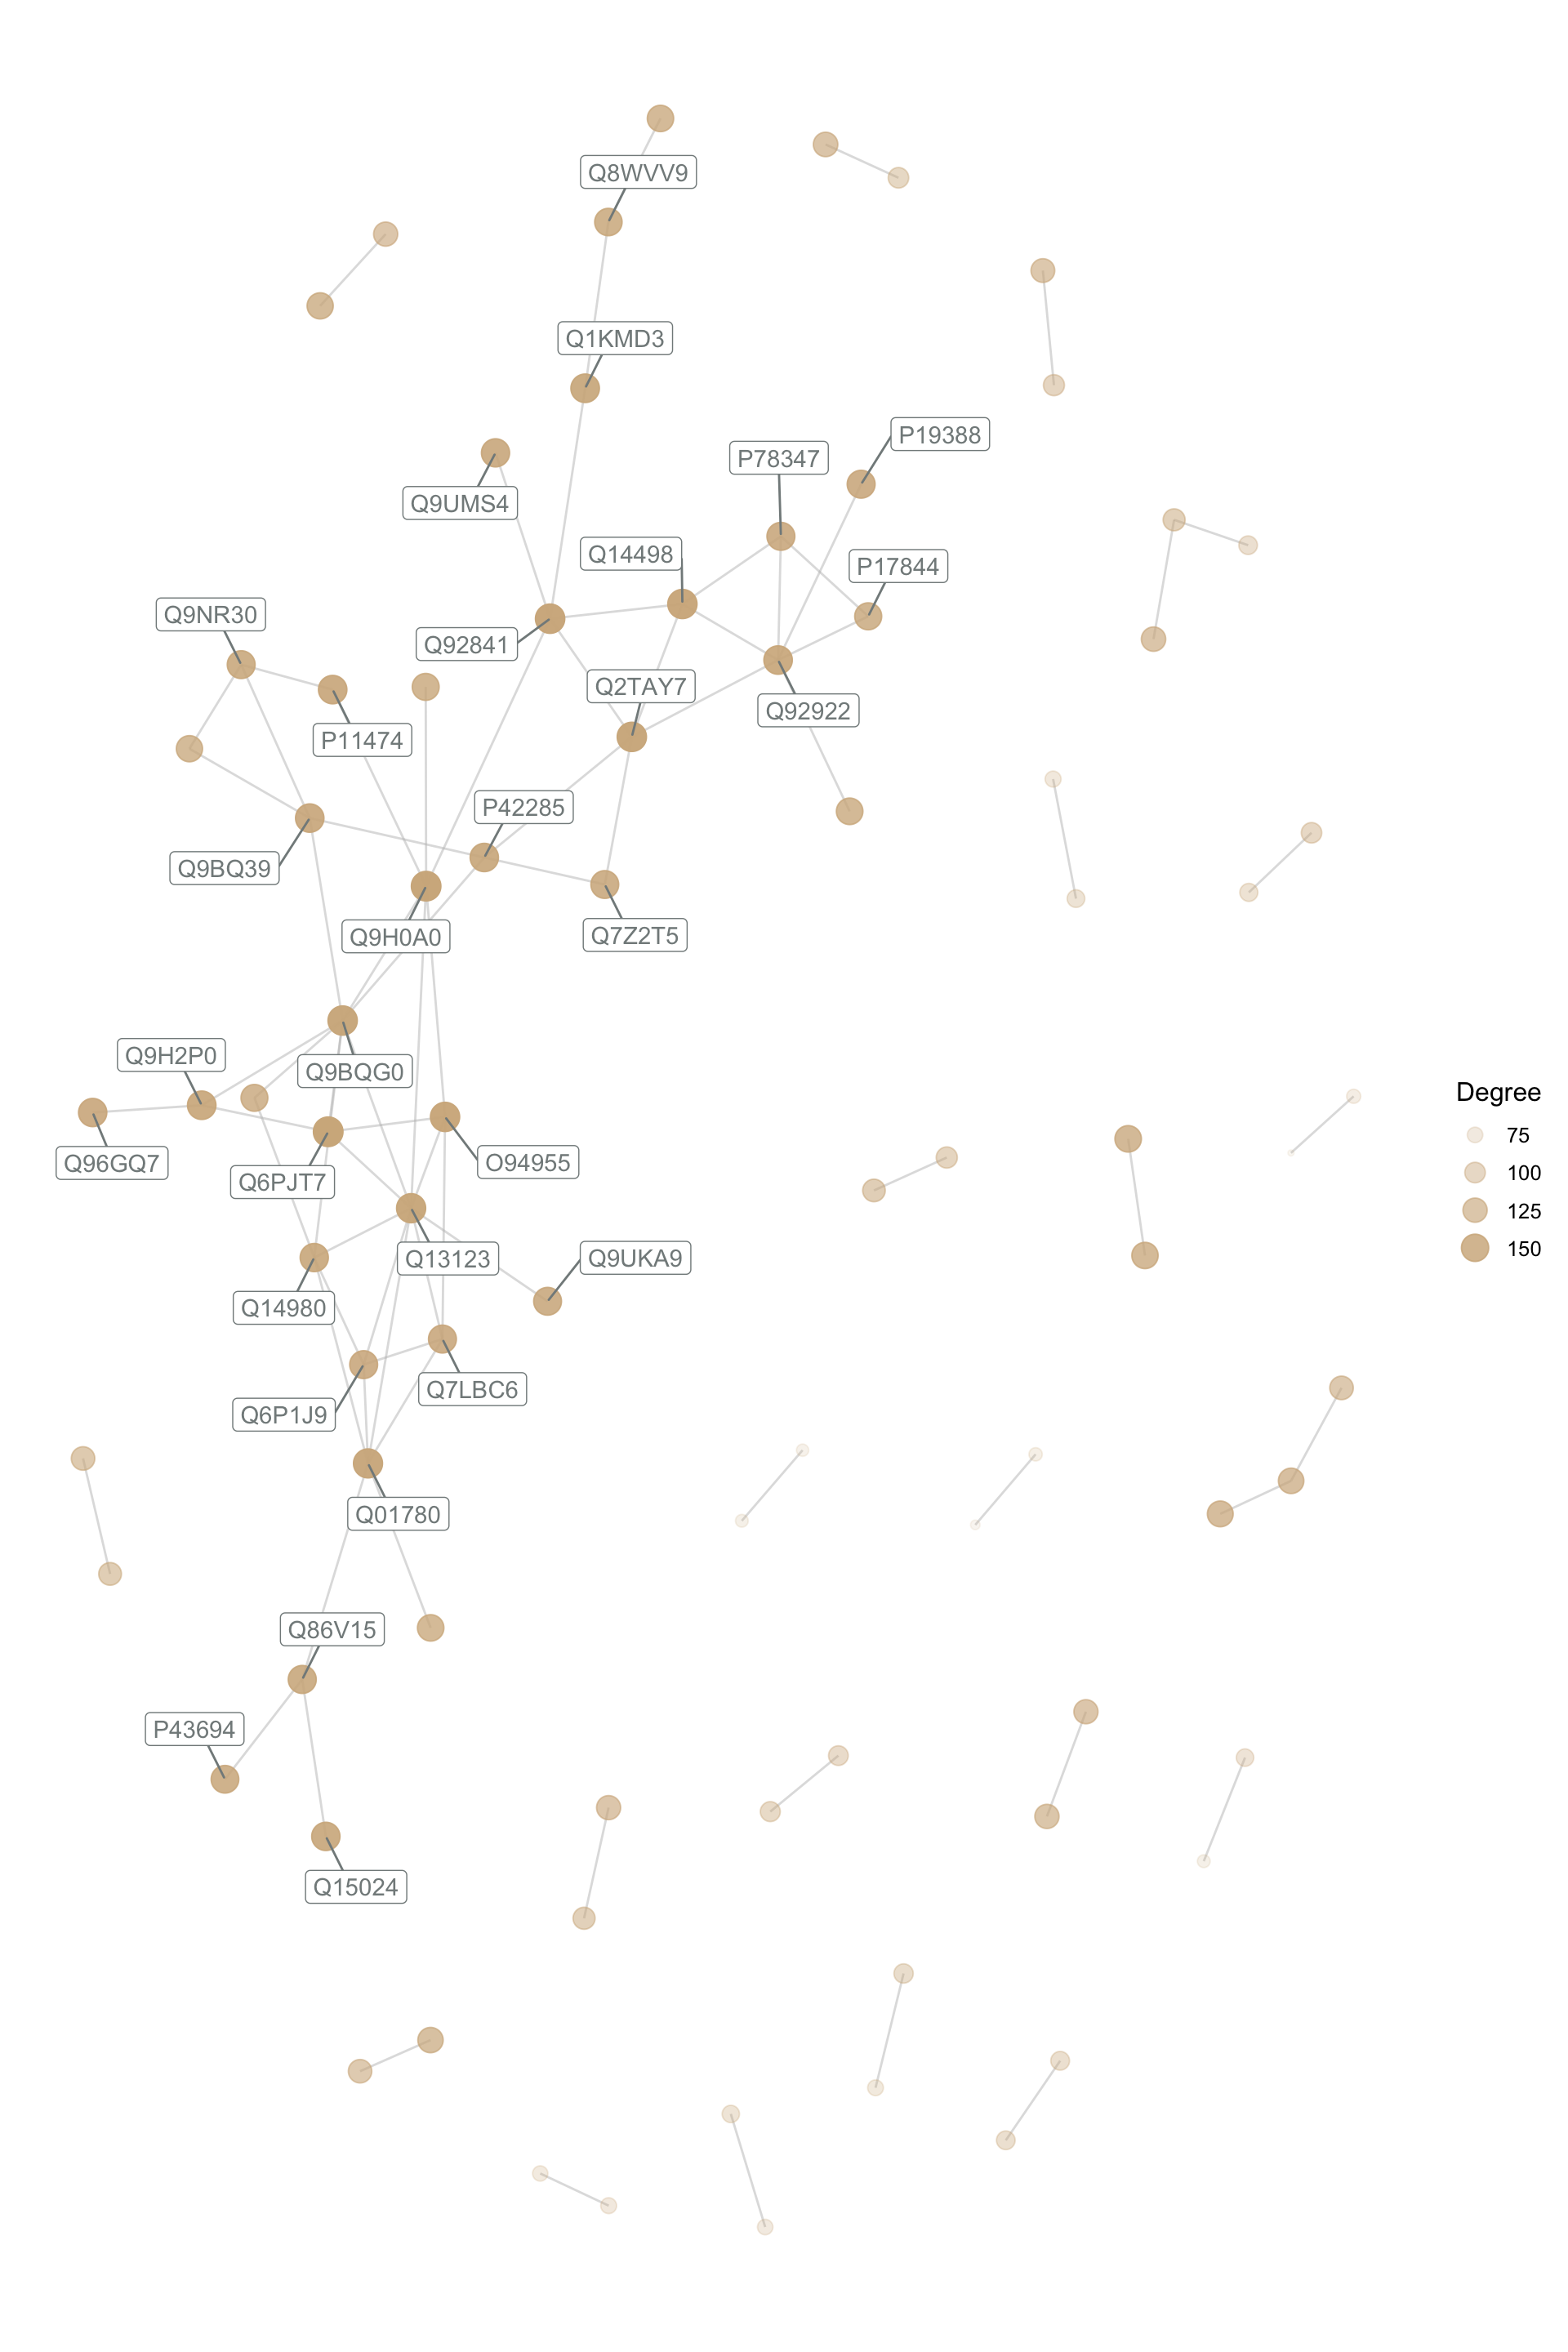 Q8WVV9
Q1KMD3
P19388
P78347
Q9UMS4
Q14498
P17844
Q9NR30
Q92841
Q2TAY7
Q92922
P11474
P42285
Q9BQ39
Q7Z2T5
Q9H0A0
Q9H2P0
Q9BQG0
Degree
75
100
125
150
Q96GQ7
O94955
Q6PJT7
Q13123
Q9UKA9
Q14980
Q7LBC6
Q6P1J9
Q01780
Q86V15
P43694
Q15024